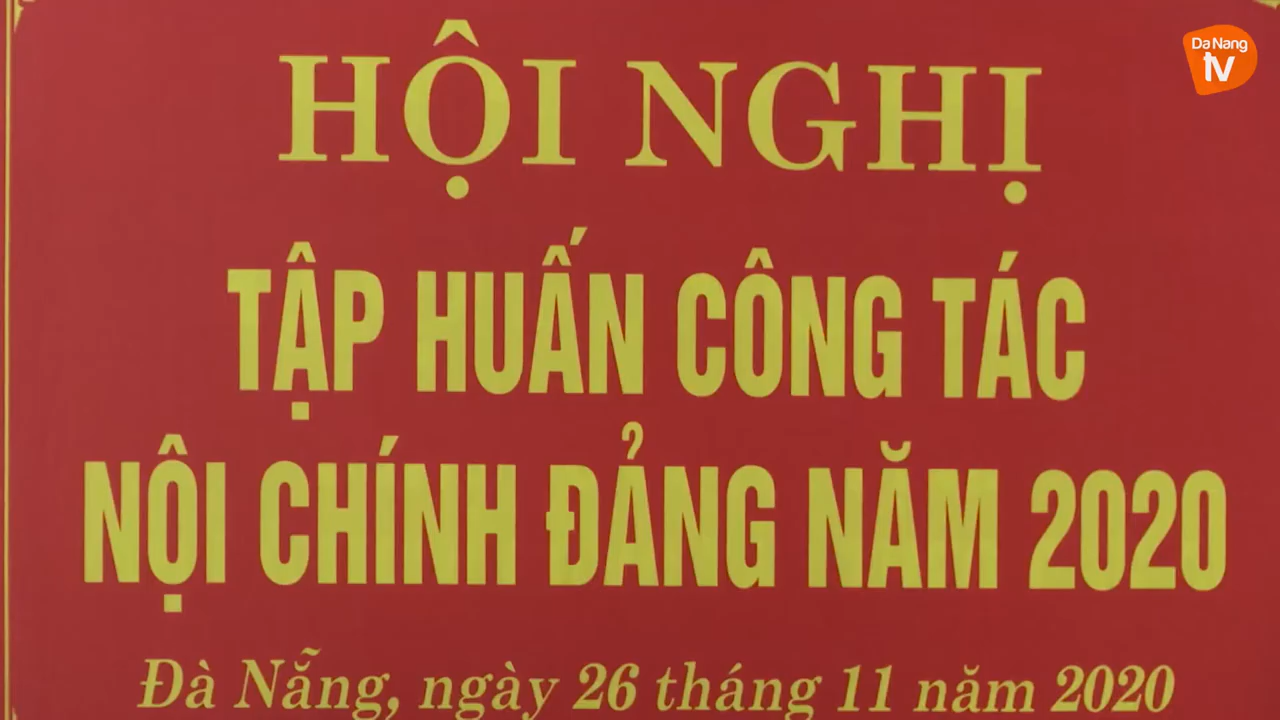 Da Nang
tv
HỘI NGHỊ
TẬP HUẤN CÔNG TÁC
NỘI CHÍNH ĐẢNG NĂM 2020
Đà Nẵng, ngày 26 tháng 11 năm 2020